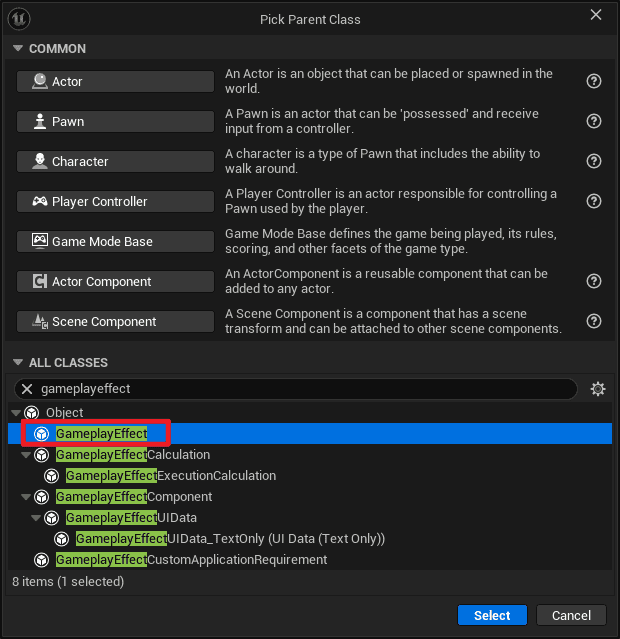 Pick Parent Class
COMMON
Actor
An Actor is an object that can be placed or spawned in the
world.
Pawn
A Pawn is an actor that can be 'possessed' and receive
input from a controller.
Character
A character is a type of Pawn that includes the ability to
walk around.
Player Controller
A Player Controller is an actor responsible for controlling a
Pawn used by the player.
Game Mode Base
Game Mode Base defines the game being played, its rules,
scoring, and other facets of the game type.
Actor Component
An ActorComponent is a reusable component that can be
added to any actor.
Scene Component
A Scene Component is a component that has a scene
transform and can be attached to other scene components.
ALL CLASSES
gameplayeffect
Object
GameplayEffect
GameplayEffectCalculation
GameplayEffectExecutionCalculation
GameplayEffectComponent
GameplayEffectUIData
GameplayEffectUIData_TextOnly (UI Data (Text Only))
GameplayEffectCustomApplicationRequirement
8 items (1 selected)
Select
Cancel